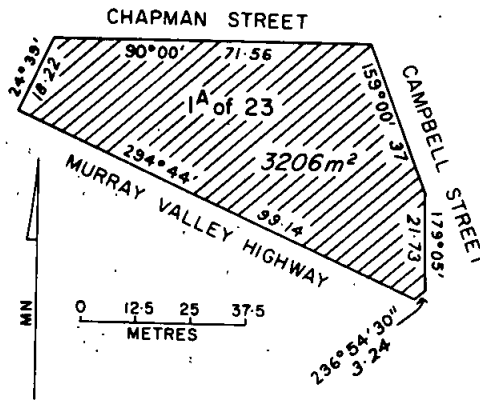 CHAPMAN STREET
90°00' 71·56
24°39'
18·22
159°00' 37
CAMPBELL STREET
1A of 23
3206m²
294°44'
99·14
MURRAY VALLEY HIGHWAY
21·73
179°05'
236°54'30"
3·24
MN
0 12·5 25 37·5
METRES